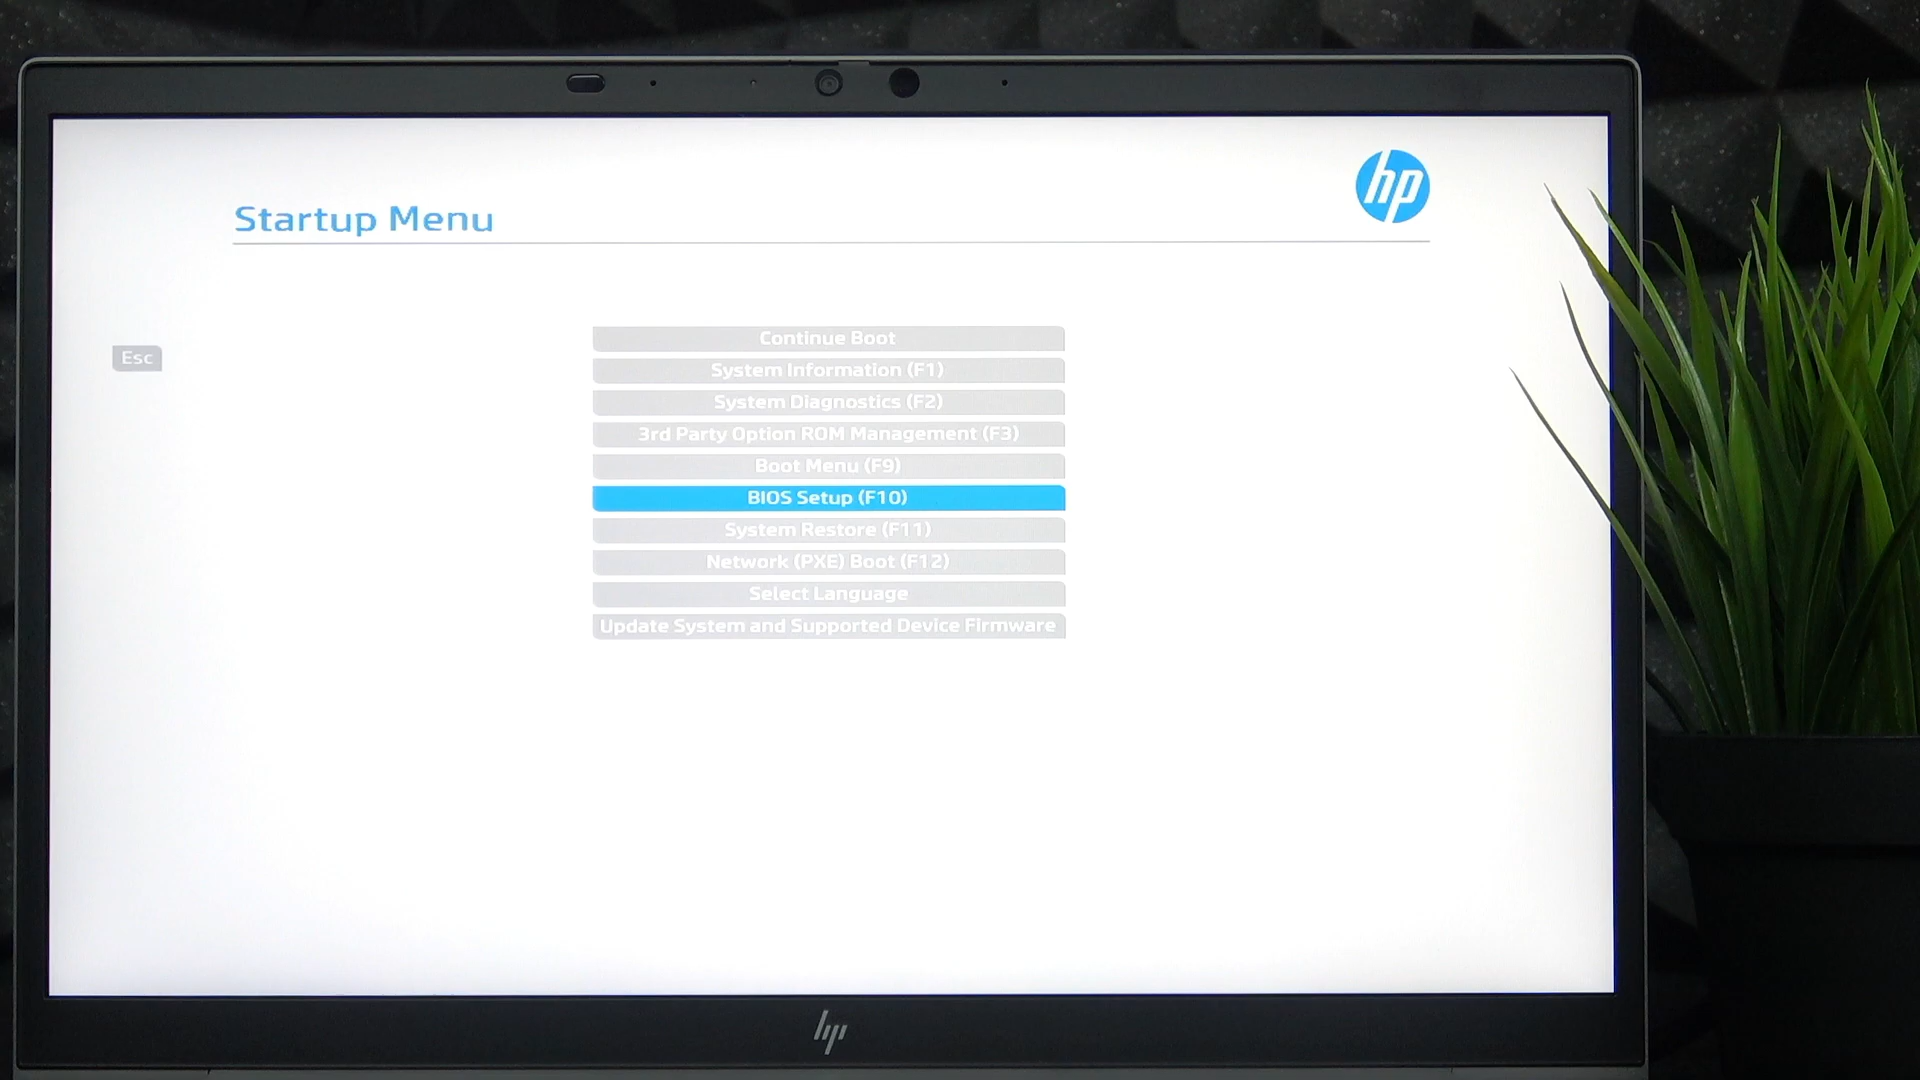 hp
Startup Menu
Esc
Continue Boot
System Information (F1)
System Diagnostics (F2)
3rd Party Option ROM Management (F3)
Boot Menu (F9)
BIOS Setup (F10)
System Restore (F11)
Network (PXE) Boot (F12)
Select Language
Update System and Supported Device Firmware
hp